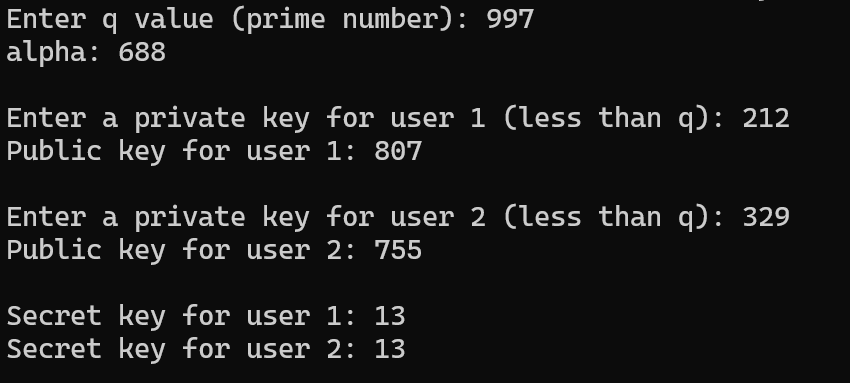 Enter q value (prime number): 997
alpha: 688
Enter a private key for user 1 (less than q): 212
Public key for user 1: 807
Enter a private key for user 2 (less than q): 329
Public key for user 2: 755
Secret key for user 1: 13
Secret key for user 2: 13